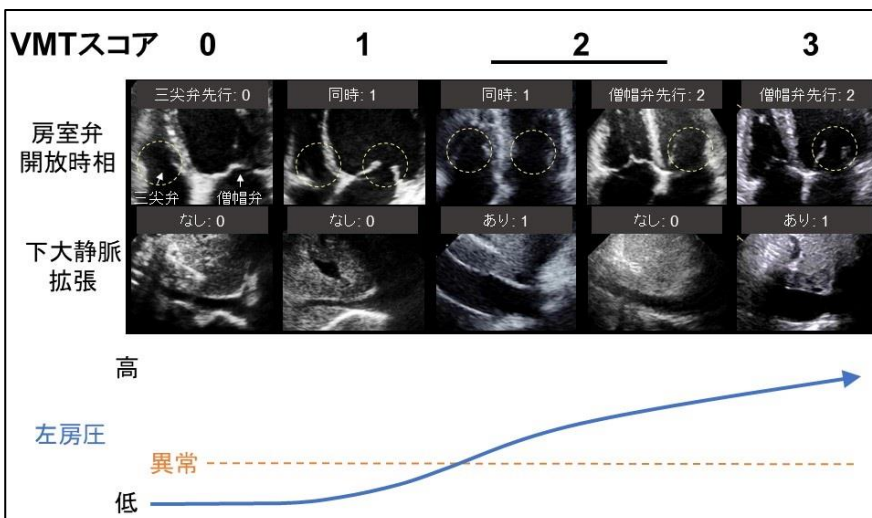 VMTスコア 0 1 2 3
房室弁
開放時相
三尖弁先行: 0 同時: 1 同時: 1 僧帽弁先行: 2 僧帽弁先行: 2
三尖弁 僧帽弁
下大静脈
拡張
なし: 0 なし: 0 あり: 1 なし: 0 あり: 1
高
左房圧
異常
低